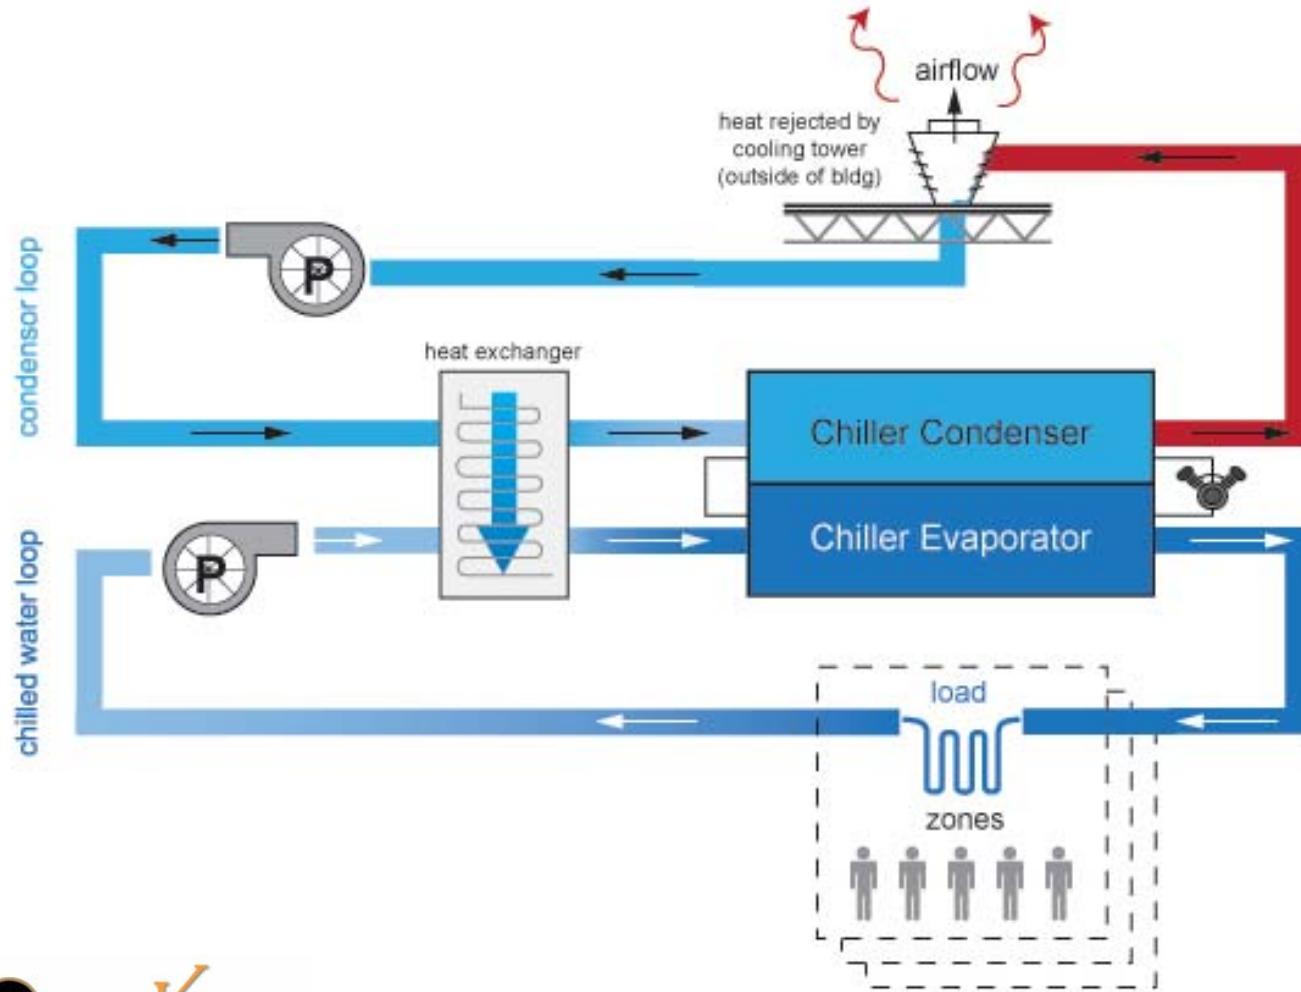 airflow
heat rejected by
cooling tower
(outside of bldg)
condensor loop
P
heat exchanger
Chiller Condenser
Chiller Evaporator
P
chilled water loop
load
zones